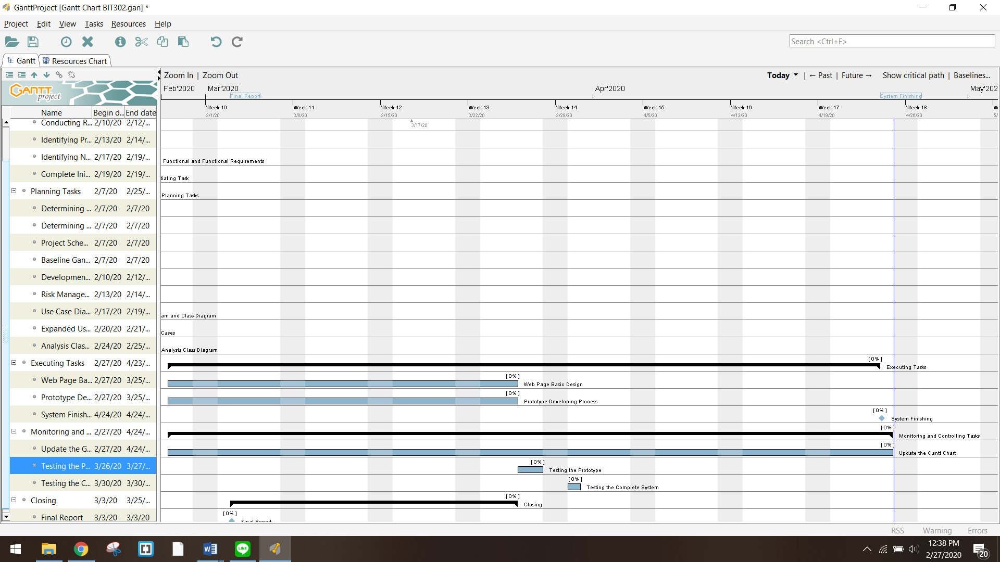 GanttProject [Gantt Chart BIT302.gan] *
Project Edit View Tasks Resources Help
Search <Ctrl+F>
Gantt Resources Chart
Zoom In | Zoom Out Today | ← Past | Future → Show critical path | Baselines...
GANTT project
Feb'2020 Mar'2020 Apr'2020 May'202
Final Report System Finishing
Week 10 Week 11 Week 12 Week 13 Week 14 Week 15 Week 16 Week 17 Week 18
3/1/20 3/8/20 3/15/20 3/22/20 3/29/20 4/5/20 4/12/20 4/19/20 4/26/20 5/
3/17/20
Name Begin d... End date
Conducting R... 2/10/20 2/12/...
Identifying Pr... 2/13/20 2/14/...
Identifying N... 2/17/20 2/19/... Functional and Functional Requirements
Complete Ini... 2/19/20 2/19/... tiating Task
Planning Tasks 2/7/20 2/25/... Planning Tasks
Determining ... 2/7/20 2/7/20
Determining ... 2/7/20 2/7/20
Project Sche... 2/7/20 2/7/20
Baseline Gan... 2/7/20 2/7/20
Developmen... 2/10/20 2/12/...
Risk Manage... 2/13/20 2/14/...
Use Case Dia... 2/17/20 2/19/... am and Class Diagram
Expanded Us... 2/20/20 2/21/... Cases
Analysis Clas... 2/24/20 2/25/... Analysis Class Diagram
Executing Tasks 2/27/20 4/23/... [0%] Executing Tasks
Web Page Ba... 2/27/20 3/25/... [0%] Web Page Basic Design
Prototype De... 2/27/20 3/25/... [0%] Prototype Developing Process
System Finish... 4/24/20 4/24/... [0%] System Finishing
Monitoring and ... 2/27/20 4/24/... [0%] Monitoring and Controlling Tasks
Update the G... 2/27/20 4/24/... [0%] Update the Gantt Chart
Testing the P... 3/26/20 3/27/... [0%] Testing the Prototype
Testing the C... 3/30/20 3/30/... [0%] Testing the Complete System
Closing 3/3/20 3/25/... [0%] Closing
Final Report 3/3/20 3/3/20 [0%] Final Report
RSS Warning Errors
LINE
12:38 PM
2/27/2020
20